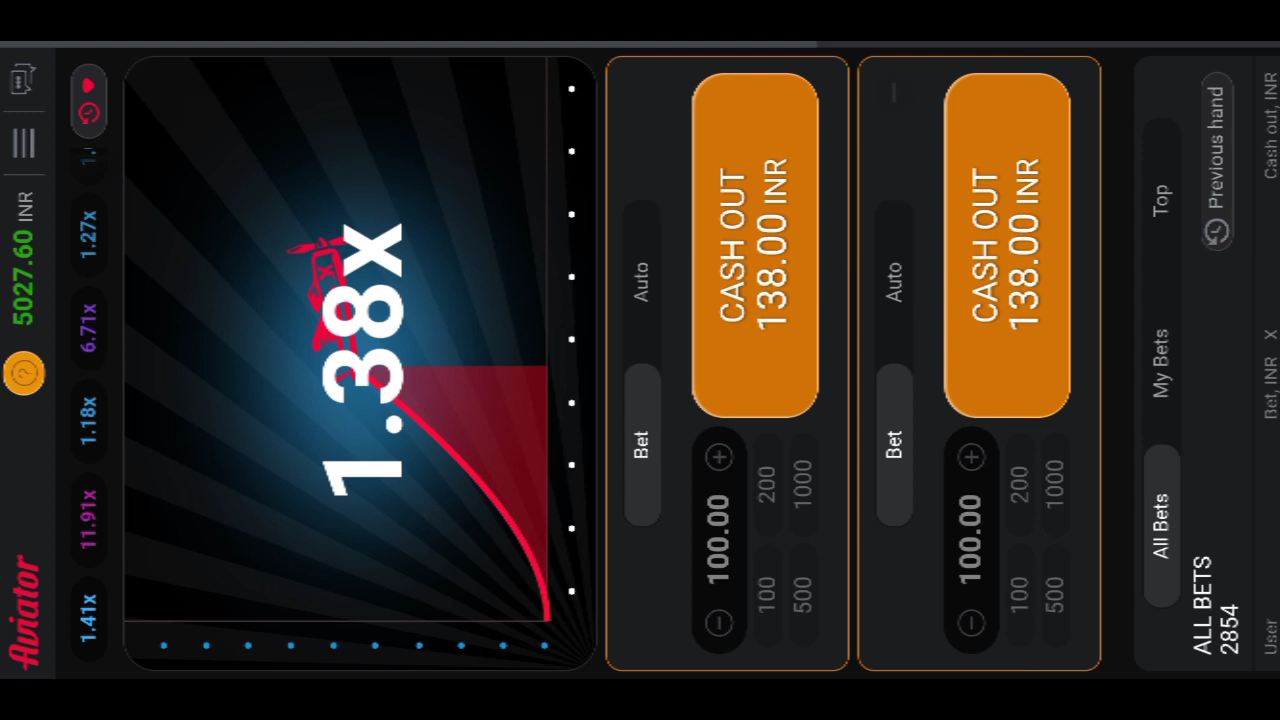 Aviator
5027.60 INR
1.41x
11.91x
1.18x
6.71x
1.27x
1.38x
Bet
Auto
100.00
100
200
500
1000
CASH OUT
138.00 INR
Bet
Auto
100.00
100
200
500
1000
CASH OUT
138.00 INR
All Bets
My Bets
Top
ALL BETS
2854
Previous hand
User
Bet, INR
X
Cash out, INR